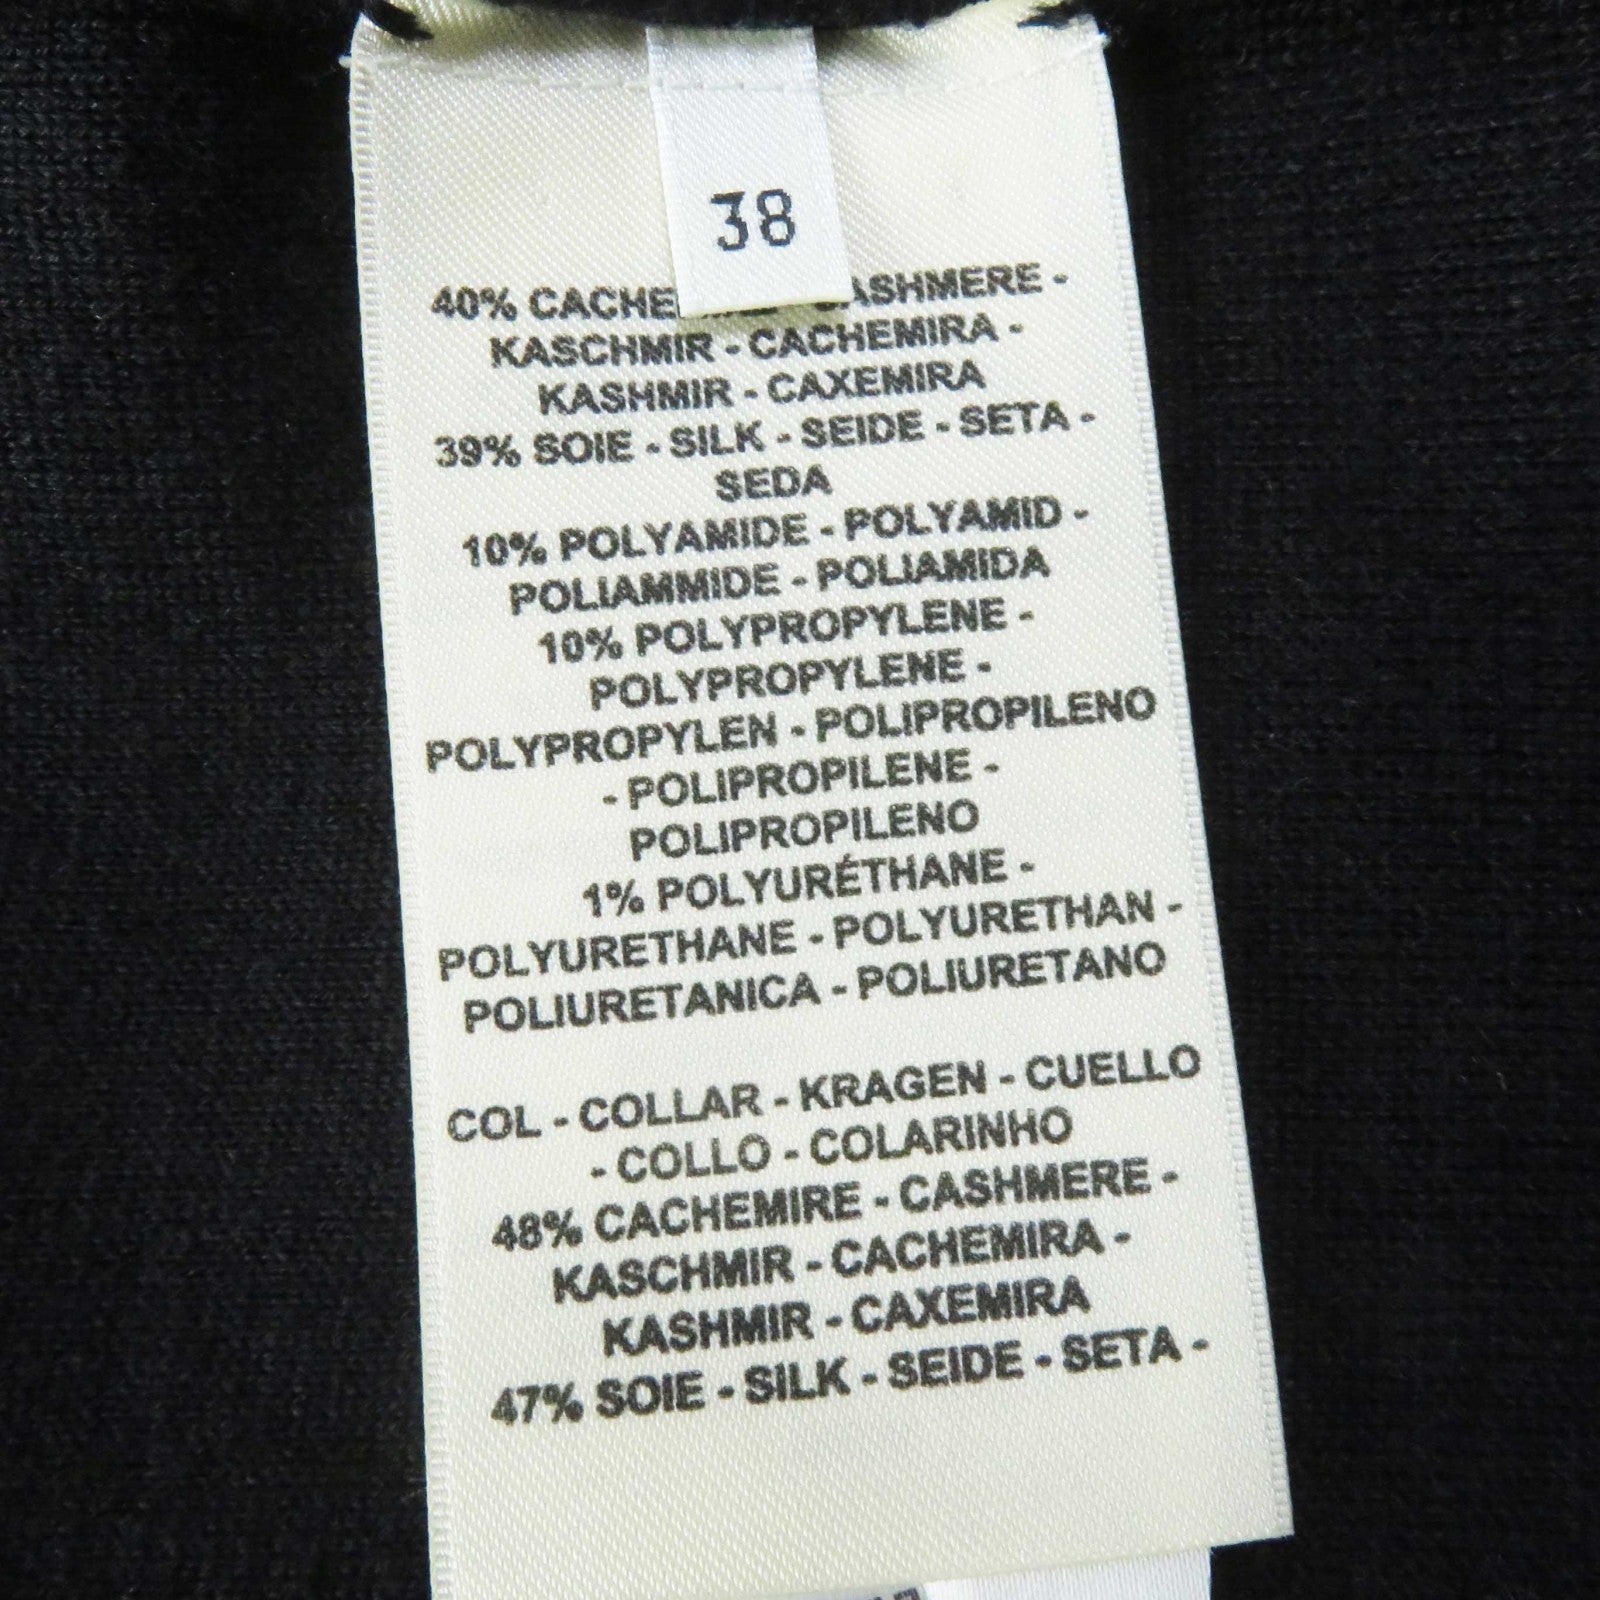 38
40% CASHMERE -
KASCHMIR - CACHEMIRA -
KASHMIR - CAXEMIRA
39% SOIE - SILK - SEIDE - SETA -
SEDA
10% POLYAMIDE - POLYAMID -
POLIAMMIDE - POLIAMIDA
10% POLYPROPYLENE -
POLYPROPYLENE -
POLYPROPYLEN - POLIPROPILENO
- POLIPROPILENE -
POLIPROPILENO
1% POLYURÉTHANE -
POLYURETHANE - POLYURETHAN -
POLIURETANICA - POLIURETANO
COL - COLLAR - KRAGEN - CUELLO
- COLLO - COLARINHO
48% CACHEMIRE - CASHMERE -
KASCHMIR - CACHEMIRA -
KASHMIR - CAXEMIRA
47% SOIE - SILK - SEIDE - SETA -